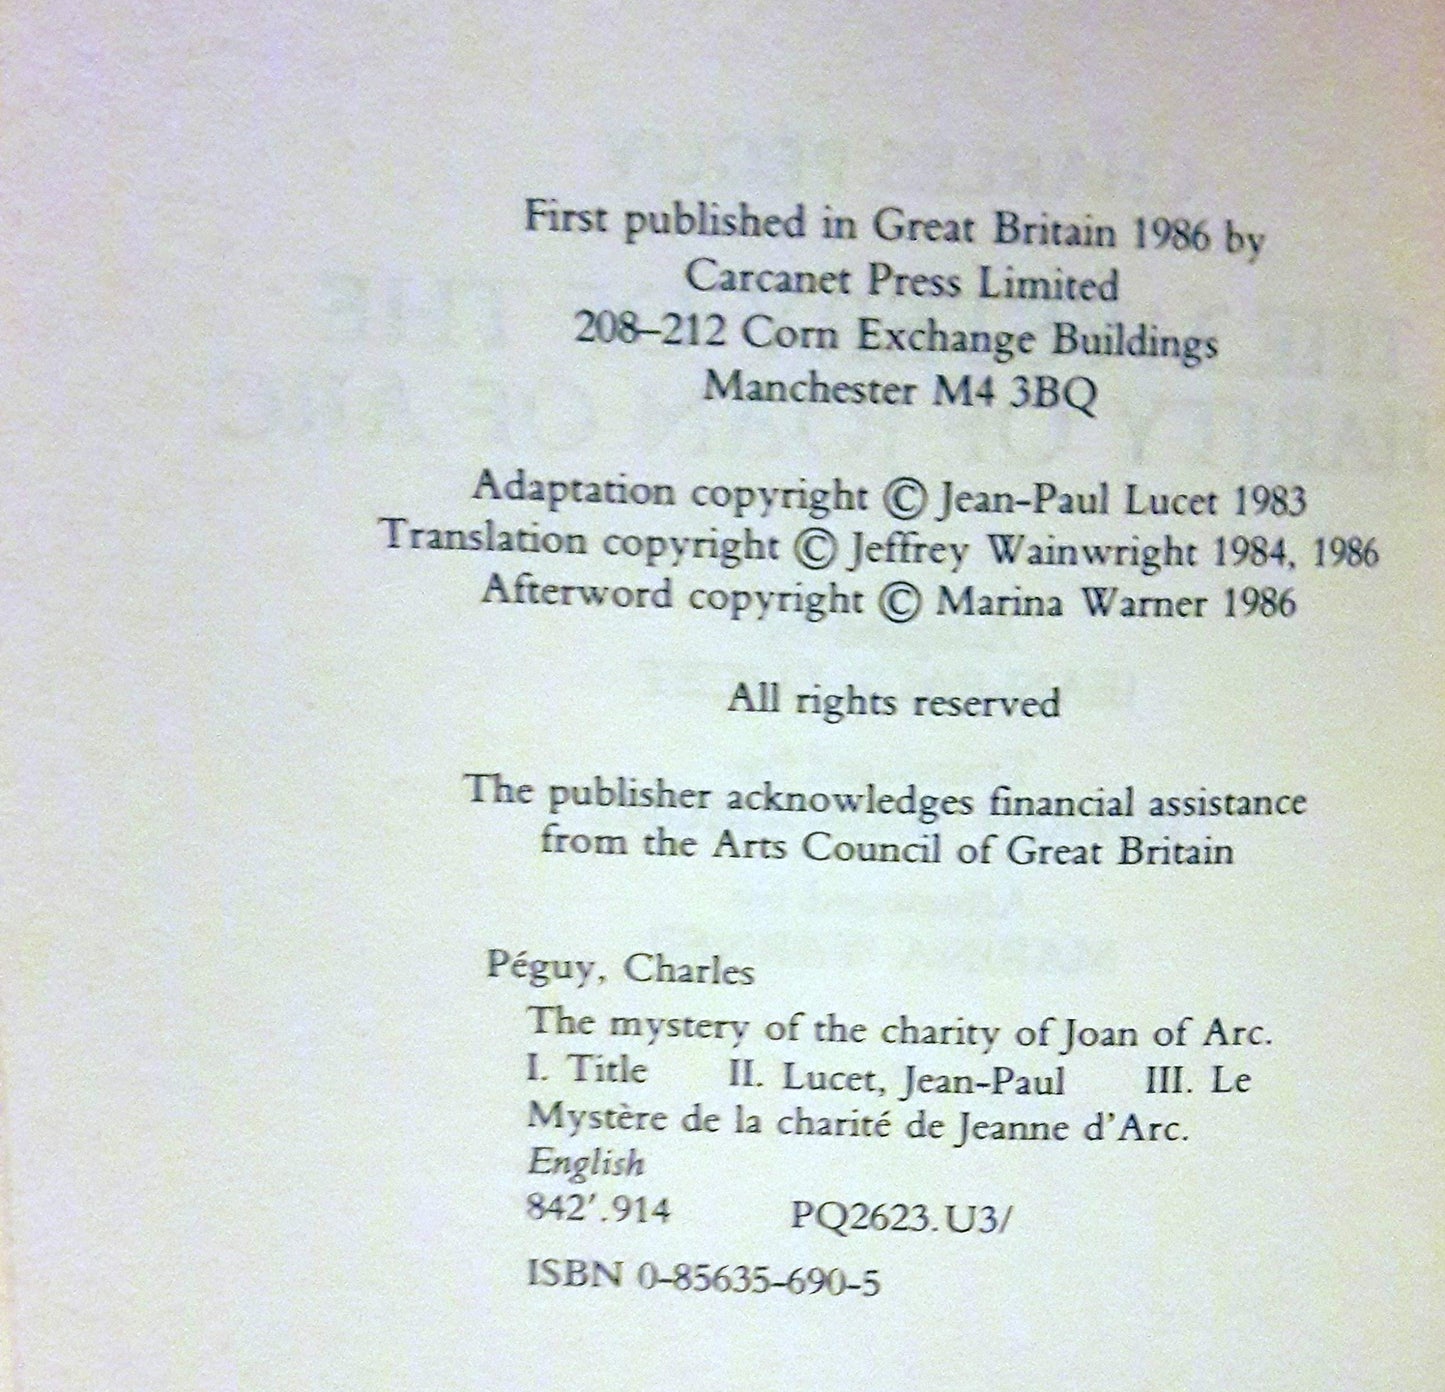 First published in Great Britain 1986 by
Carcanet Press Limited
208–212 Corn Exchange Buildings
Manchester M4 3BQ
Adaptation copyright © Jean-Paul Lucet 1983
Translation copyright © Jeffrey Wainwright 1984, 1986
Afterword copyright © Marina Warner 1986
All rights reserved
The publisher acknowledges financial assistance
from the Arts Council of Great Britain
Péguy, Charles
The mystery of the charity of Joan of Arc.
I. Title II. Lucet, Jean-Paul III. Le
Mystère de la charité de Jeanne d'Arc.
English
842'.914 PQ2623.U3/
ISBN 0–85635–690–5